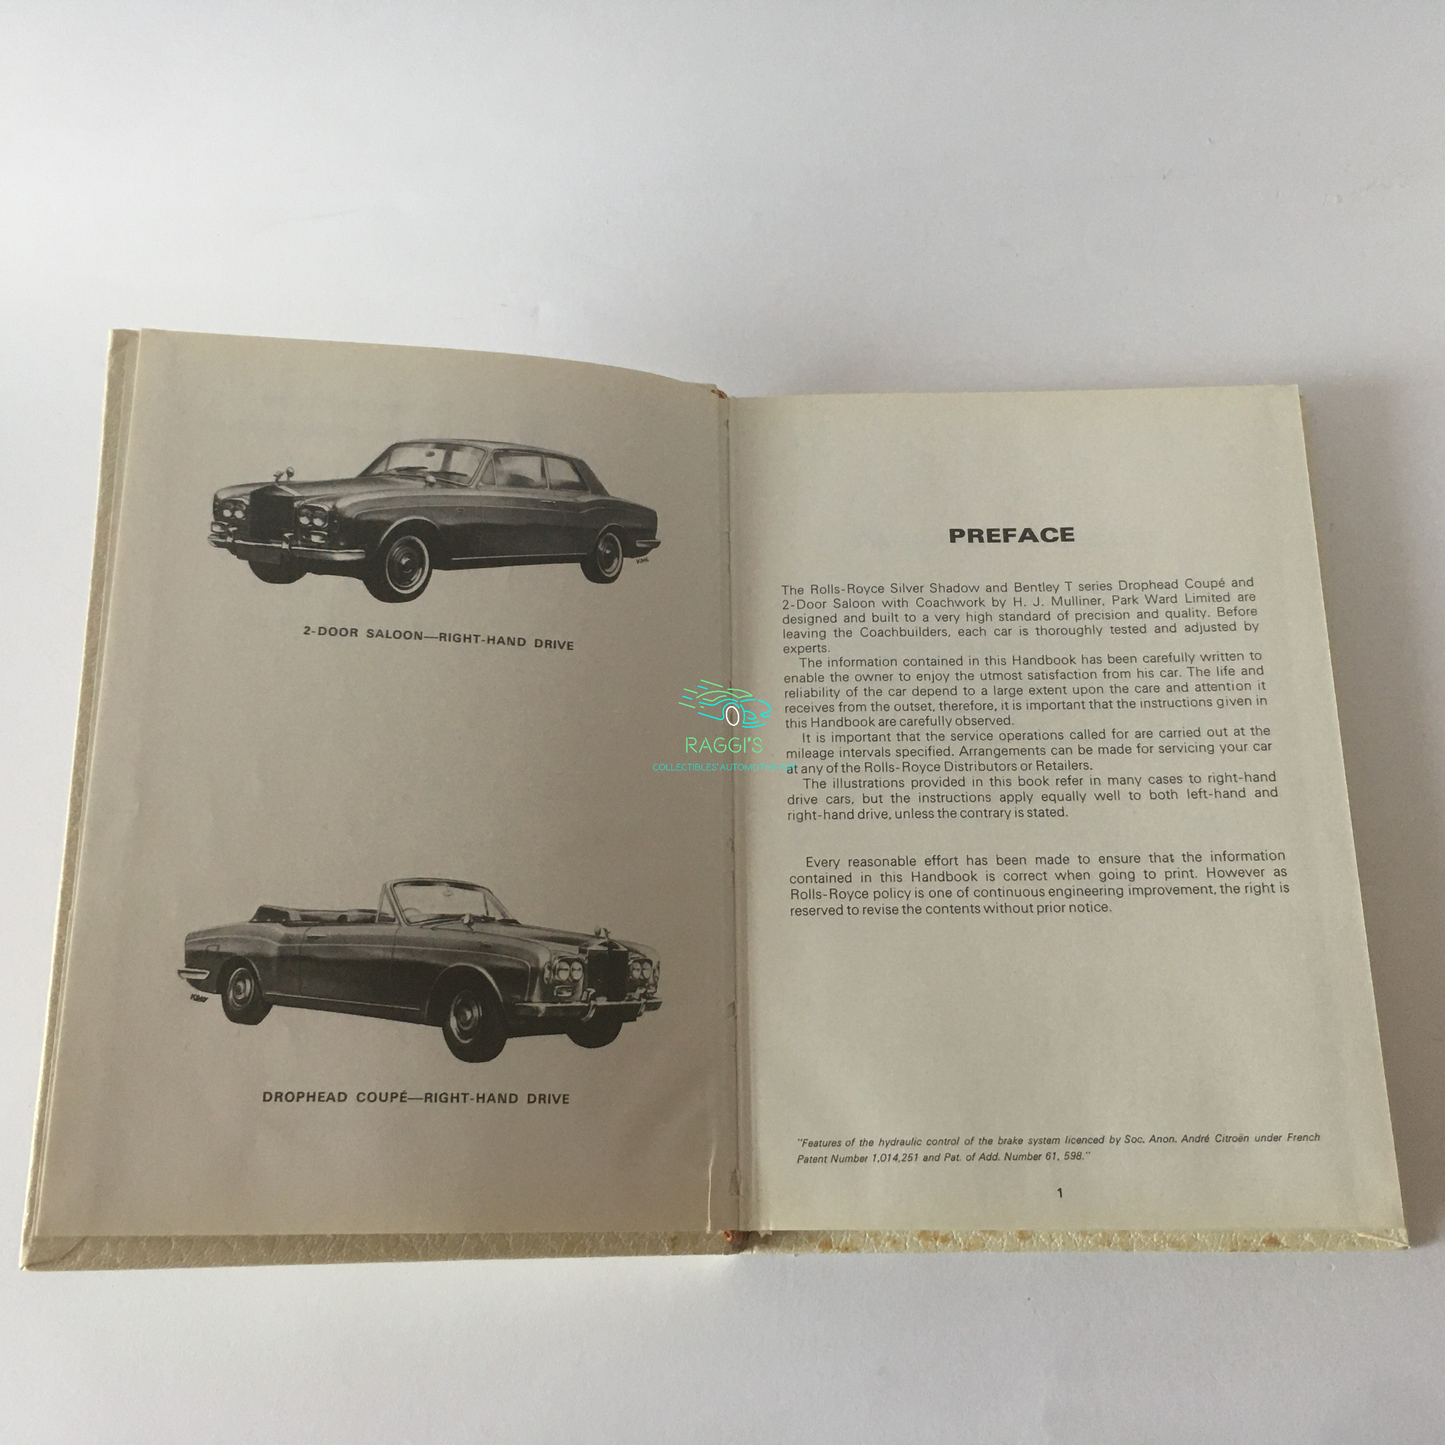 2-DOOR SALOON—RIGHT-HAND DRIVE
DROPHEAD COUPÉ—RIGHT-HAND DRIVE
RAGGI'S
PREFACE
The Rolls-Royce Silver Shadow and Bentley T series Drophead Coupé and
2-Door Saloon with Coachwork by H. J. Mulliner, Park Ward Limited are
designed and built to a very high standard of precision and quality. Before
leaving the Coachbuilders, each car is thoroughly tested and adjusted by
experts.
The information contained in this Handbook has been carefully written to
enable the owner to enjoy the utmost satisfaction from his car. The life and
reliability of the car depend to a large extent upon the care and attention it
receives from the outset, therefore, it is important that the instructions given in
this Handbook are carefully observed.
It is important that the service operations called for are carried out at the
mileage intervals specified. Arrangements can be made for servicing your car
at any of the Rolls-Royce Distributors or Retailers.
The illustrations provided in this book refer in many cases to right-hand
drive cars, but the instructions apply equally well to both left-hand and
right-hand drive, unless the contrary is stated.
Every reasonable effort has been made to ensure that the information
contained in this Handbook is correct when going to print. However as
Rolls-Royce policy is one of continuous engineering improvement, the right is
reserved to revise the contents without prior notice.
"Features of the hydraulic control of the brake system licenced by Soc. Anon. André Citroën under French
Patent Number 1,014,251 and Pat. of Add. Number 61, 598."
1
COLLECTIBLES